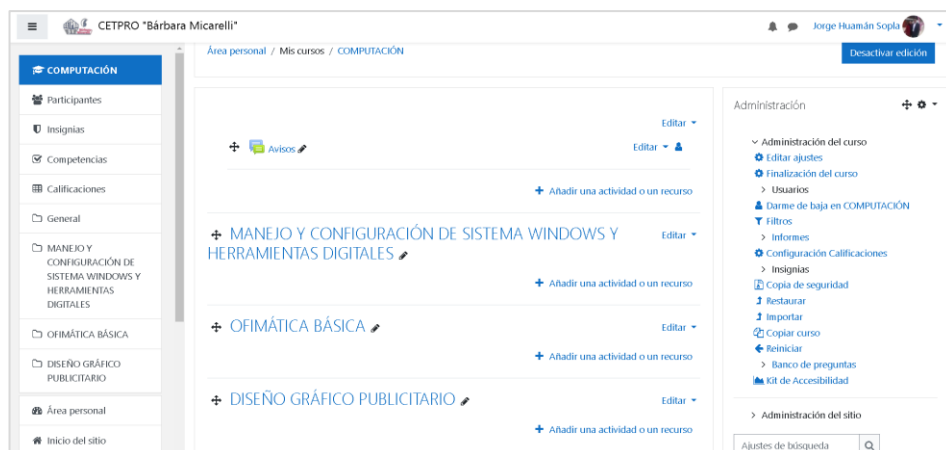 CETPRO "Bárbara Micarelli"
Jorge Huamán Sopla
COMPUTACIÓN
Participantes
Insignias
Competencias
Calificaciones
General
MANEJO Y
CONFIGURACIÓN DE
SISTEMA WINDOWS Y
HERRAMIENTAS
DIGITALES
OFIMÁTICA BÁSICA
DISEÑO GRÁFICO
PUBLICITARIO
Área personal
Inicio del sitio
Área personal / Mis cursos / COMPUTACIÓN
Desactivar edición
Editar
Avisos
Editar
+ Añadir una actividad o un recurso
MANEJO Y CONFIGURACIÓN DE SISTEMA WINDOWS Y
HERRAMIENTAS DIGITALES
Editar
+ Añadir una actividad o un recurso
OFIMÁTICA BÁSICA
Editar
+ Añadir una actividad o un recurso
DISEÑO GRÁFICO PUBLICITARIO
Editar
+ Añadir una actividad o un recurso
Administración
Administración del curso
Editar ajustes
Finalización del curso
Usuarios
Darme de baja en COMPUTACIÓN
Filtros
Informes
Configuración Calificaciones
Insignias
Copia de seguridad
Restaurar
Importar
Copiar curso
Reiniciar
Banco de preguntas
Kit de Accesibilidad
Administración del sitio
Ajustes de búsqueda